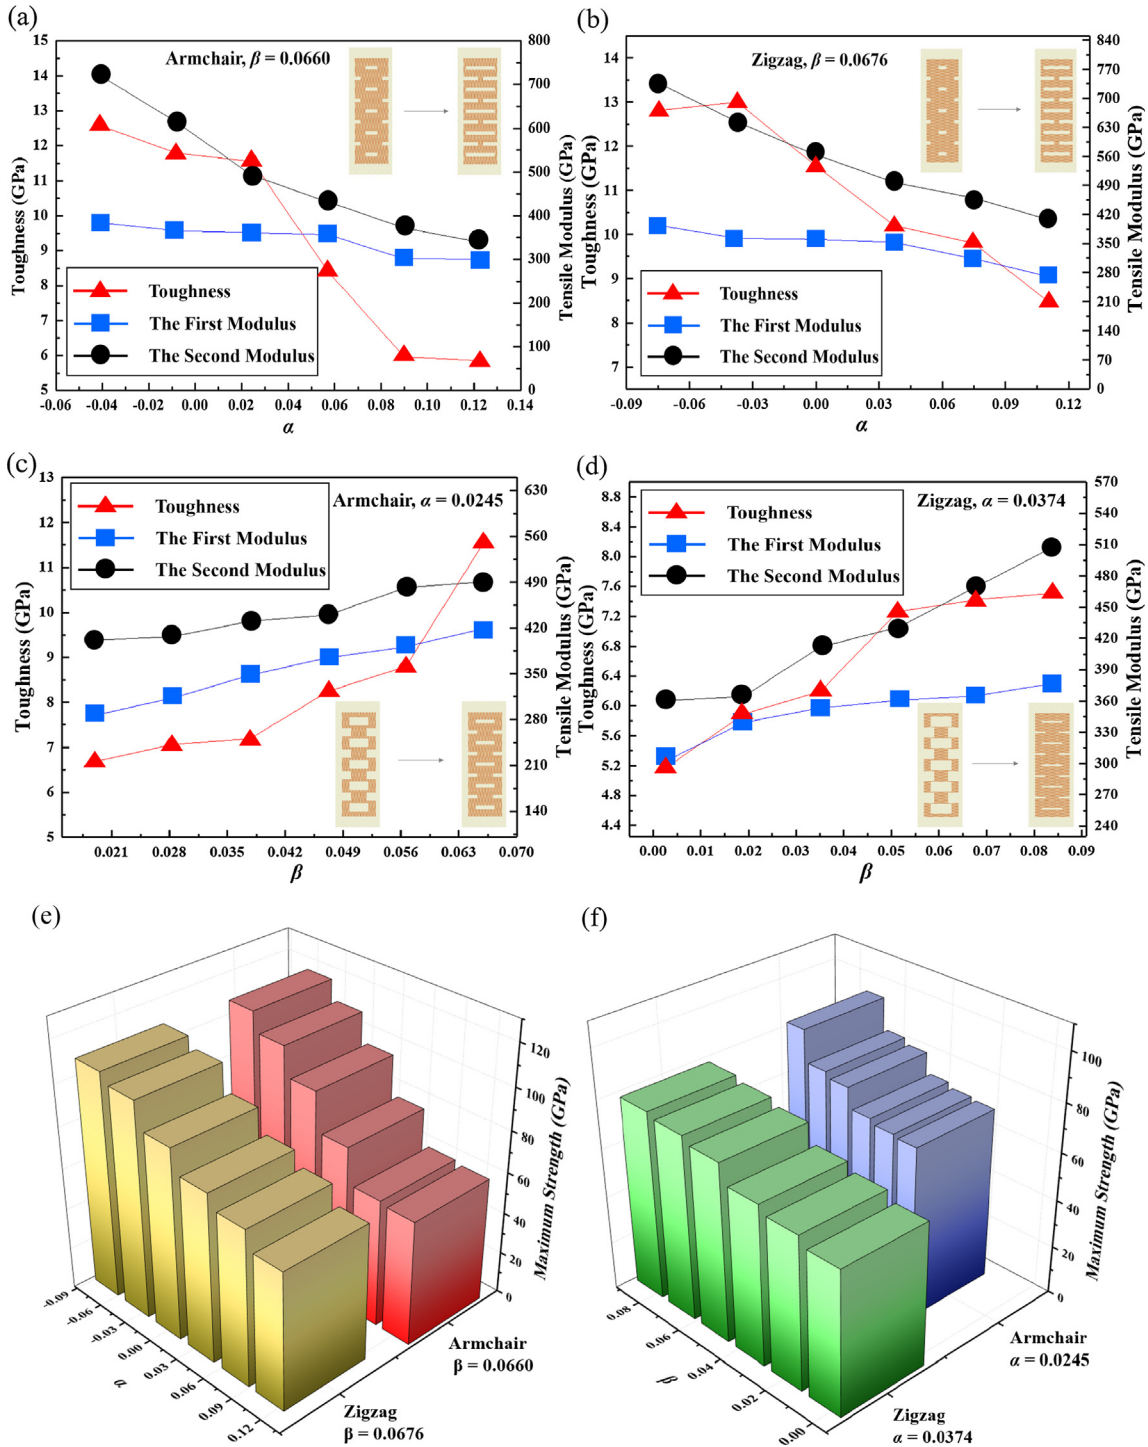 (a)
Armchair, β = 0.0660
Toughness (GPa)
15
14
13
12
11
10
9
8
7
6
5
Toughness
The First Modulus
The Second Modulus
800
700
600
500
400
300
200
100
0
Tensile Modulus (GPa)
-0.06 -0.04 -0.02 0.00 0.02 0.04 0.06 0.08 0.10 0.12 0.14
α
(b)
Zigzag, β = 0.0676
Toughness (GPa)
14
13
12
11
10
9
8
7
Toughness
The First Modulus
The Second Modulus
840
770
700
630
560
490
420
350
280
210
140
70
0
Tensile Modulus (GPa)
-0.09 -0.06 -0.03 0.00 0.03 0.06 0.09 0.12
α
(c)
Toughness
The First Modulus
The Second Modulus
Armchair, α = 0.0245
Toughness (GPa)
13
12
11
10
9
8
7
6
5
630
560
490
420
350
280
210
140
Tensile Modulus (GPa)
0.021 0.028 0.035 0.042 0.049 0.056 0.063 0.070
β
(d)
Toughness
The First Modulus
The Second Modulus
Zigzag, α = 0.0374
Toughness (GPa)
8.8
8.4
8.0
7.6
7.2
6.8
6.4
6.0
5.6
5.2
4.8
4.4
570
540
510
480
450
420
390
360
330
300
270
240
Tensile Modulus (GPa)
0.00 0.01 0.02 0.03 0.04 0.05 0.06 0.07 0.08 0.09
β
(e)
120
100
80
60
40
20
0
Maximum Strength (GPa)
-0.09
-0.06
-0.03
0.00
0.03
0.06
0.09
0.12
α
Armchair
β = 0.0660
Zigzag
β = 0.0676
(f)
100
80
60
40
20
0
Maximum Strength (GPa)
0.08
0.06
0.04
0.02
0.00
β
Armchair
α = 0.0245
Zigzag
α = 0.0374